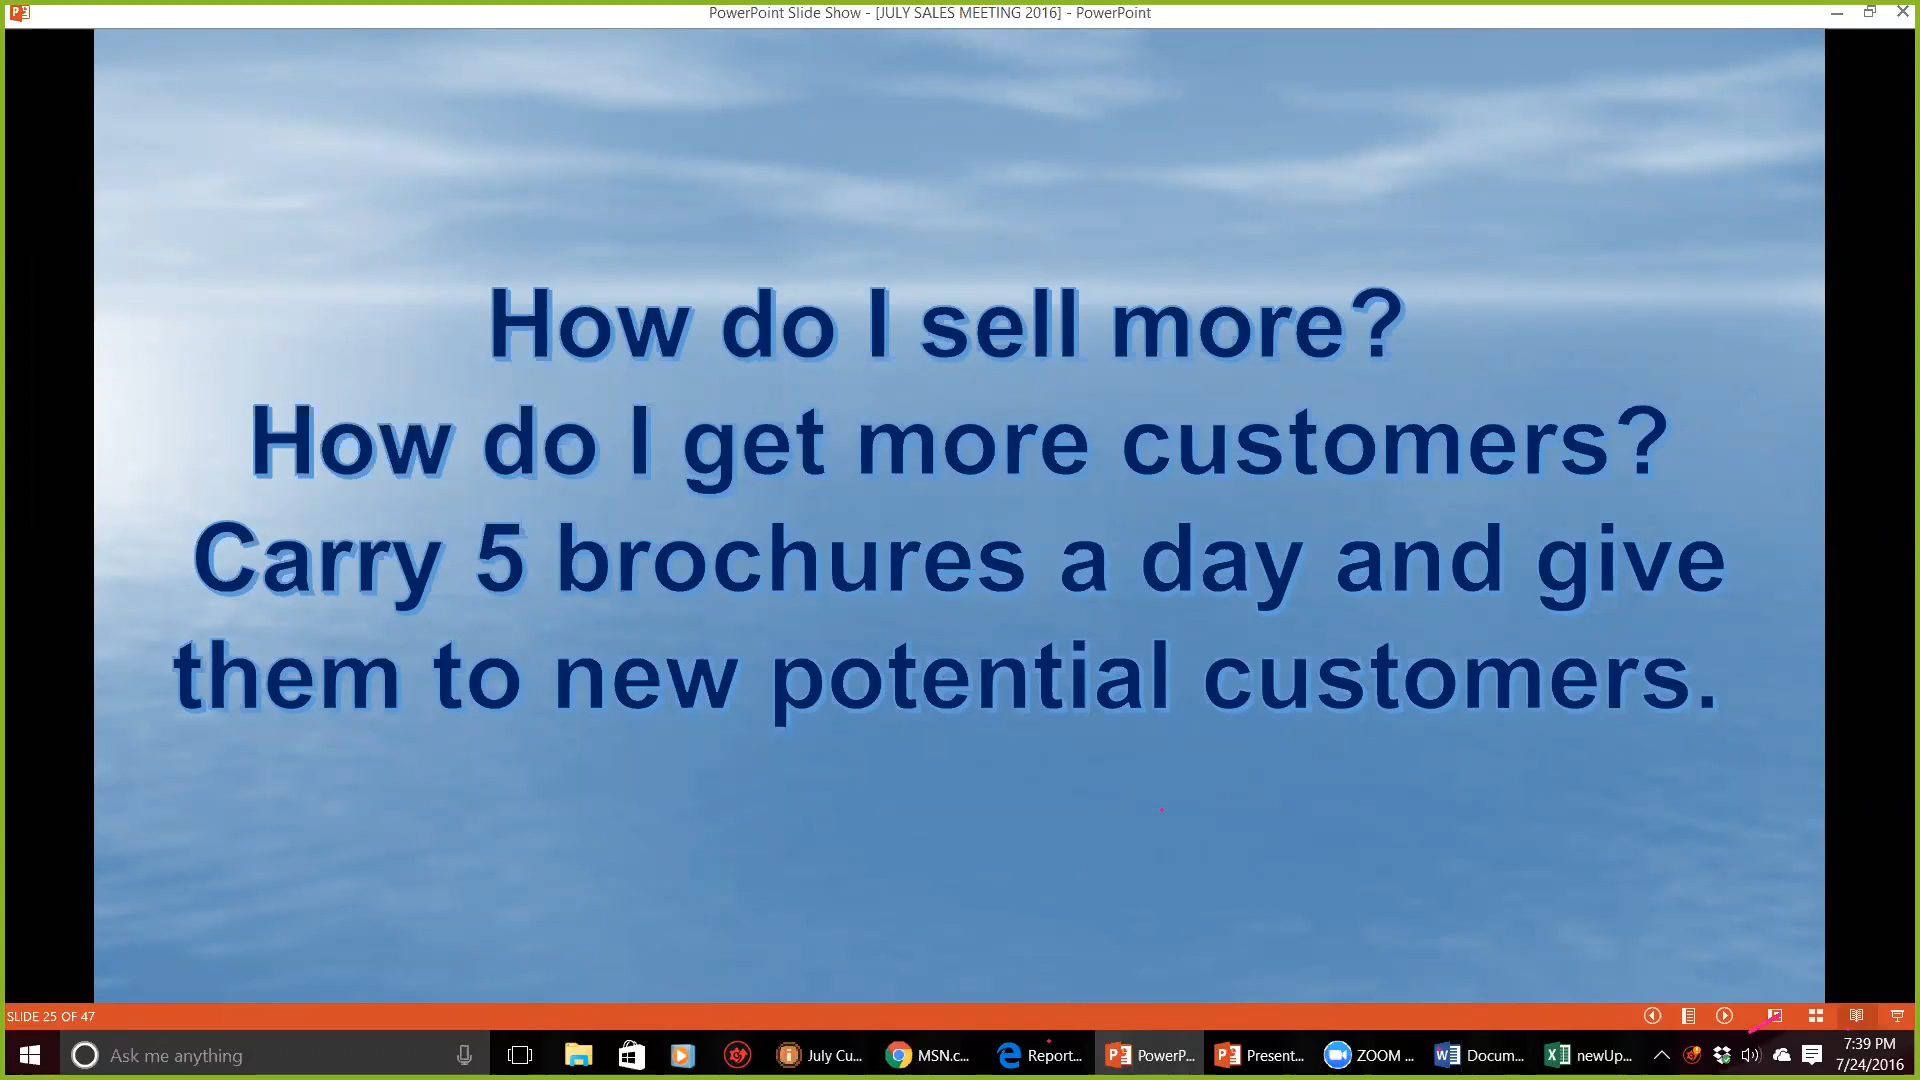 PowerPoint Slide Show - [JULY SALES MEETING 2016] - PowerPoint
How do I sell more?
How do I get more customers?
Carry 5 brochures a day and give
them to new potential customers.
SLIDE 25 OF 47
Ask me anything
July Cu...
MSN.c...
Report...
PowerP...
Present...
ZOOM ...
Docum...
newUp...
7:39 PM
7/24/2016